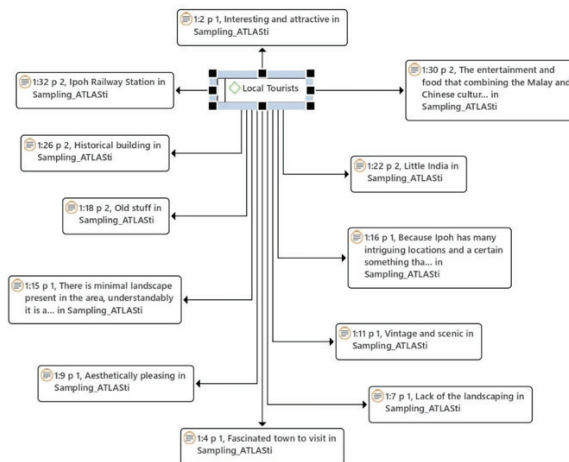 1:2 p 1, Interesting and attractive in
Sampling_ATLASti
1:32 p 2, Ipoh Railway Station in
Sampling_ATLASti
Local Tourists
1:30 p 2, The entertainment and
food that combining the Malay and
Chinese cultur... in
Sampling_ATLASti
1:26 p 2, Historical building in
Sampling_ATLASti
1:22 p 2, Little India in
Sampling_ATLASti
1:18 p 2, Old stuff in
Sampling_ATLASti
1:16 p 1, Because Ipoh has many
intriguing locations and a certain
something tha... in
Sampling_ATLASti
1:15 p 1, There is minimal landscape
present in the area, understandably
it is a... in Sampling_ATLASti
1:11 p 1, Vintage and scenic in
Sampling_ATLASti
1:9 p 1, Aesthetically pleasing in
Sampling_ATLASti
1:7 p 1, Lack of the landscaping in
Sampling_ATLASti
1:4 p 1, Fascinated town to visit in
Sampling_ATLASti